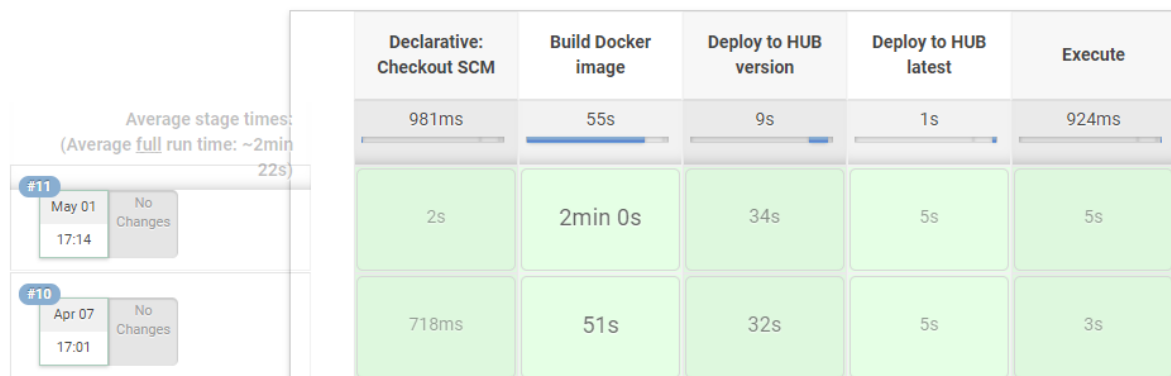 Declarative: Checkout SCM
Build Docker image
Deploy to HUB version
Deploy to HUB latest
Execute
Average stage times:
(Average full run time: ~2min 22s)
981ms
55s
9s
1s
924ms
#11
May 01
17:14
No Changes
2s
2min 0s
34s
5s
5s
#10
Apr 07
17:01
No Changes
718ms
51s
32s
5s
3s